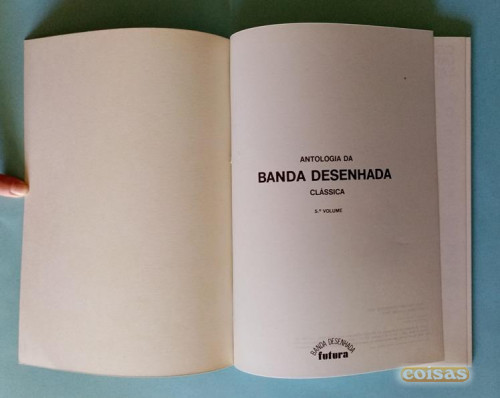 ANTOLOGIA DA
BANDA DESENHADA
CLÁSSICA
5.º VOLUME
BANDA DESENHADA
futura
coisas